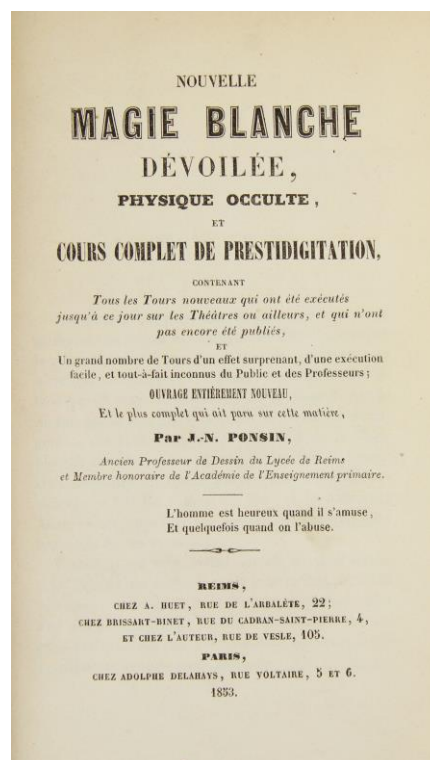 NOUVELLE
MAGIE BLANCHE
DÉVOILÉE,
PHYSIQUE OCCULTE,
ET
COURS COMPLET DE PRESTIDIGITATION,
CONTENANT
Tous les Tours nouveaux qui ont été exécutés
jusqu'à ce jour sur les Théâtres ou ailleurs, et qui n'ont
pas encore été publiés,
ET
Un grand nombre de Tours d'un effet surprenant, d'une exécution
facile, et tout-à-fait inconnus du Public et des Professeurs;
OUVRAGE ENTIÈREMENT NOUVEAU,
Et le plus complet qui ait paru sur cette matière,
Par J.-N. PONSIN,
Ancien Professeur de Dessin du Lycée de Reims
et Membre honoraire de l'Académie de l'Enseignement primaire.
L'homme est heureux quand il s'amuse,
Et quelquefois quand on l'abuse.
REIMS,
CHEZ A. HUET, RUE DE L'ARBALÈTE, 22;
CHEZ BRISSART-BINET, RUE DU CADRAN-SAINT-PIERRE, 4,
ET CHEZ L'AUTEUR, RUE DE VESLE, 105.
PARIS,
CHEZ ADOLPHE DELAHAYS, RUE VOLTAIRE, 5 ET 6.
1853.